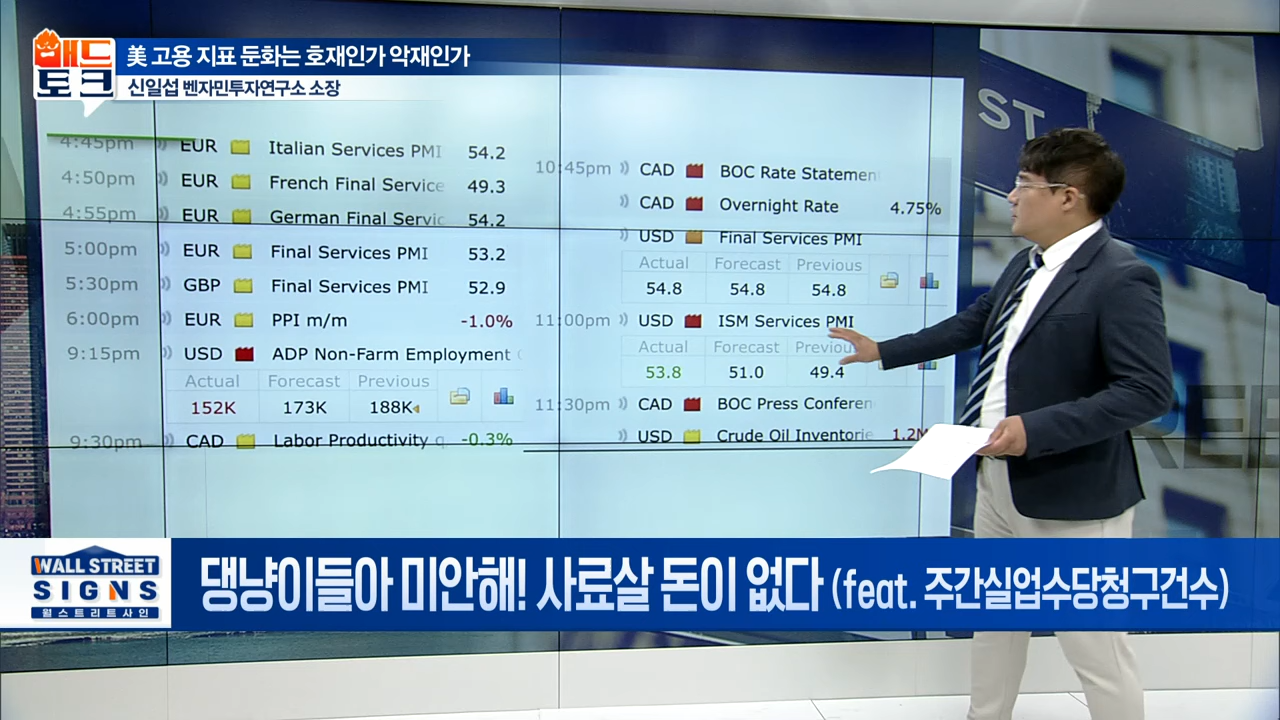 매드
토크
美 고용 지표 둔화는 호재인가 악재인가
신일섭 벤자민투자연구소 소장
4:45pm EUR Italian Services PMI 54.2
4:50pm EUR French Final Service 49.3
4:55pm EUR German Final Servic 54.2
5:00pm EUR Final Services PMI 53.2
5:30pm GBP Final Services PMI 52.9
6:00pm EUR PPI m/m -1.0%
9:15pm USD ADP Non-Farm Employment
Actual Forecast Previous
152K 173K 188K
9:30pm CAD Labor Productivity q -0.3%
10:45pm CAD BOC Rate Statemen
CAD Overnight Rate 4.75%
USD Final Services PMI
Actual Forecast Previous
54.8 54.8 54.8
11:00pm USD ISM Services PMI
Actual Forecast Previou
53.8 51.0 49.4
11:30pm CAD BOC Press Conferen
USD Crude Oil Inventorie 1.2M
ST
REE
WALL STREET
SIGNS
월스트리트사인
댕냥이들아 미안해! 사료살 돈이 없다 (feat. 주간실업수당청구건수)